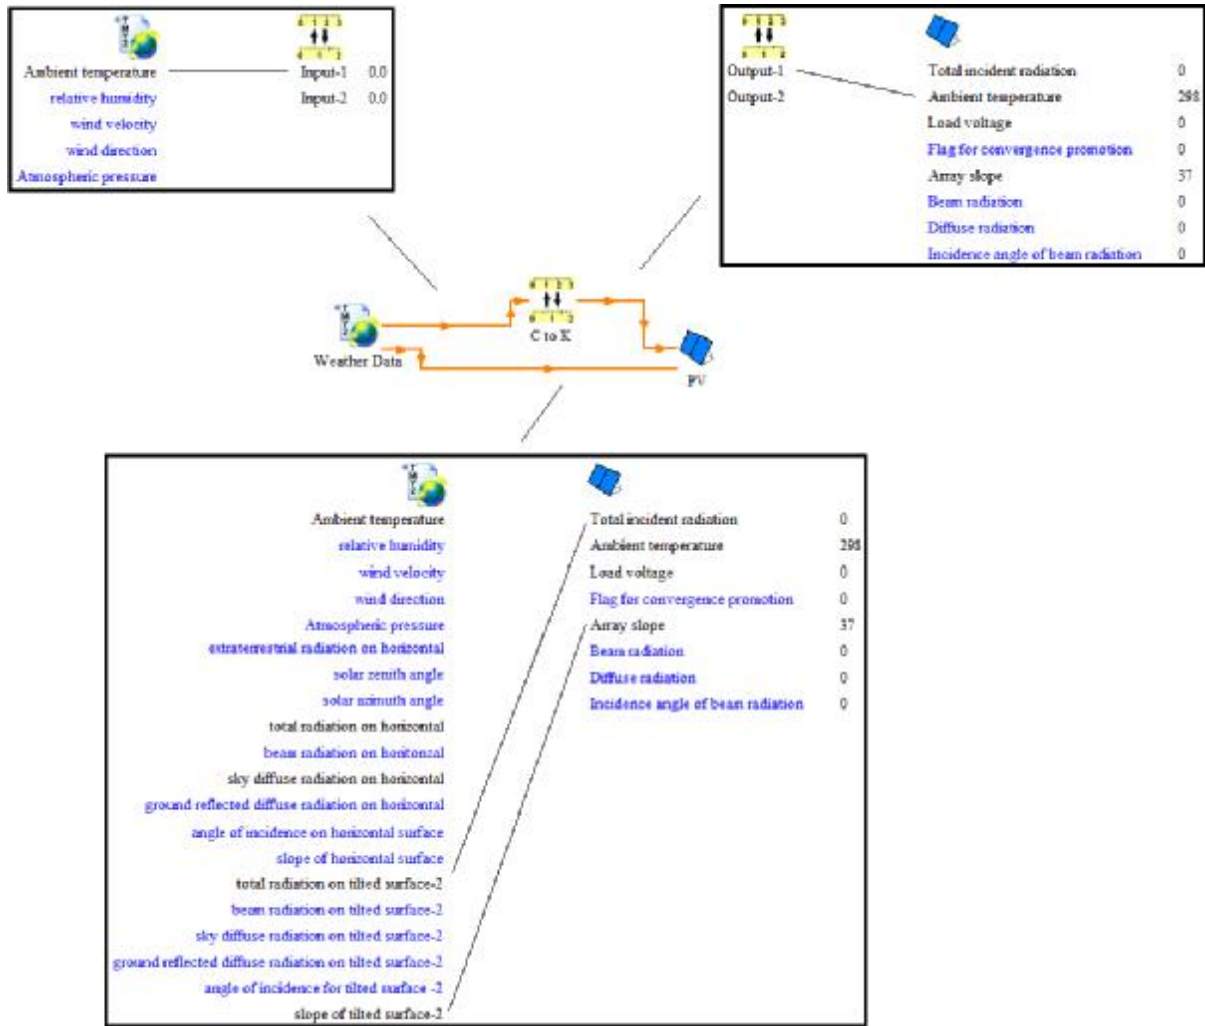 Ambient temperature Input-1 0.0
relative humidity Input-2 0.0
wind velocity
wind direction
Atmospheric pressure
Output-1 Total incident radiation 0
Output-2 Ambient temperature 298
Load voltage 0
Flag for convergence promotion 0
Array slope 37
Beam radiation 0
Diffuse radiation 0
Incidence angle of beam radiation 0
C to K
Weather Data
PV
Ambient temperature Total incident radiation 0
relative humidity Ambient temperature 298
wind velocity Load voltage 0
wind direction Flag for convergence promotion 0
Atmospheric pressure Array slope 37
extraterrestrial radiation on horizontal Beam radiation 0
solar zenith angle Diffuse radiation 0
solar azimuth angle Incidence angle of beam radiation 0
total radiation on horizontal
beam radiation on horitonzal
sky diffuse radiation on horizontal
ground reflected diffuse radiation on horizontal
angle of incidence on horizontal surface
slope of horizontal surface
total radiation on tilted surface-2
beam radiation on tilted surface-2
sky diffuse radiation on tilted surface-2
ground reflected diffuse radiation on tilted surface-2
angle of incidence for tilted surface -2
slope of tilted surface-2